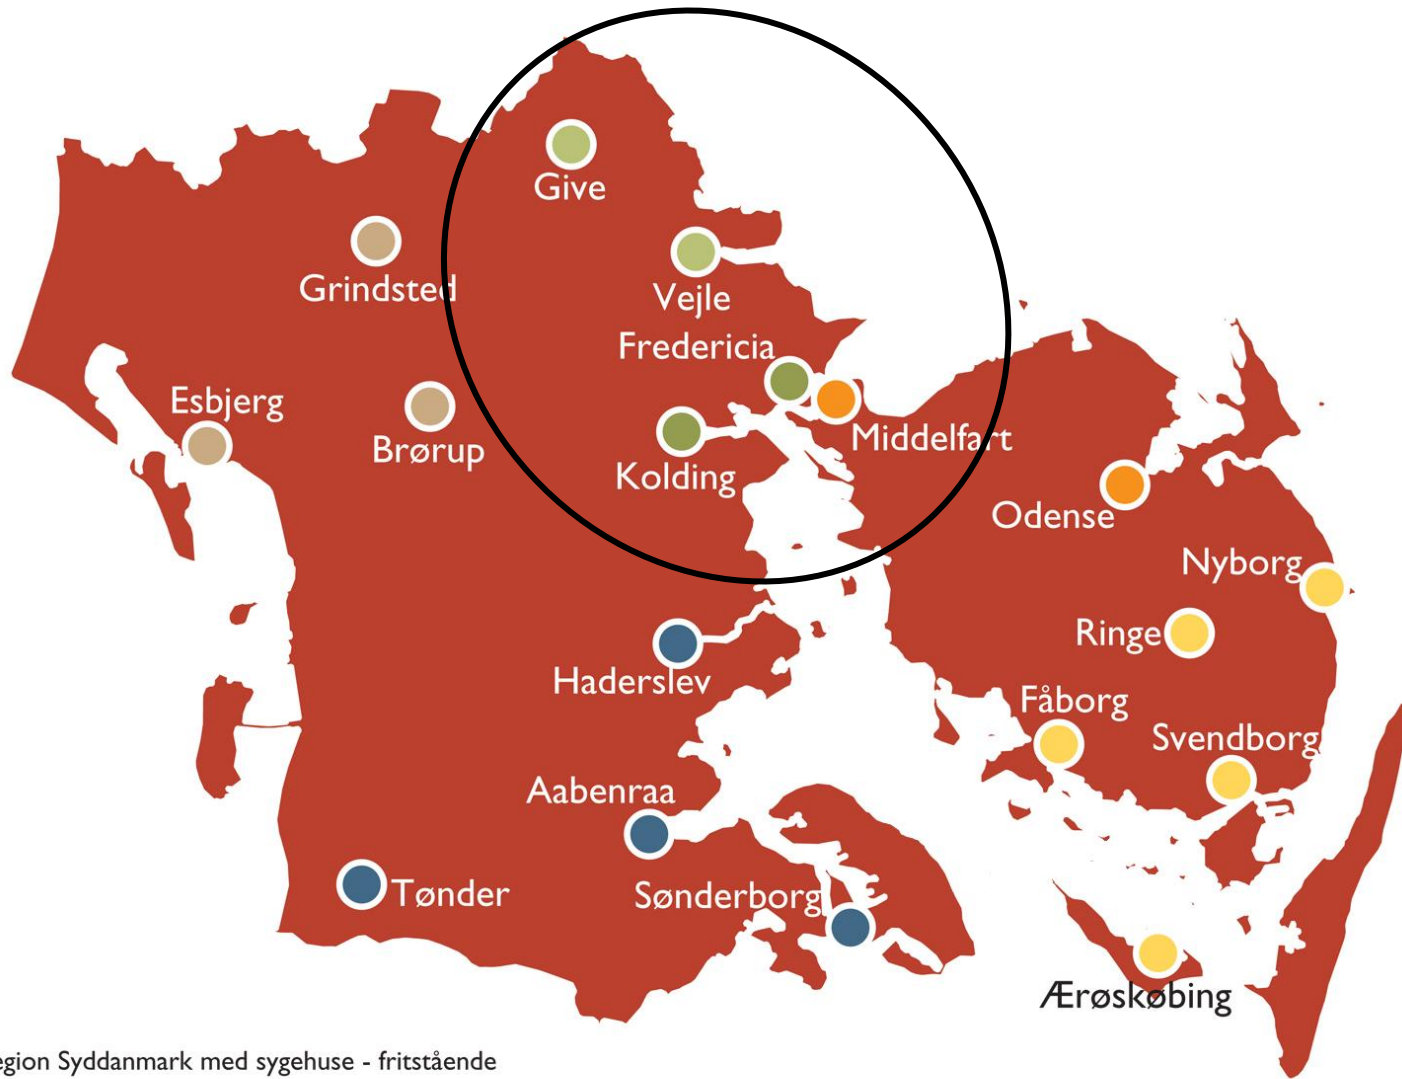 Give
Grindsted
Vejle
Fredericia
Esbjerg
Brørup
Middelfart
Kolding
Odense
Nyborg
Ringe
Haderslev
Fåborg
Svendborg
Aabenraa
Tønder
Sønderborg
Ærøskøbing
egion Syddanmark med sygehuse - fritstående